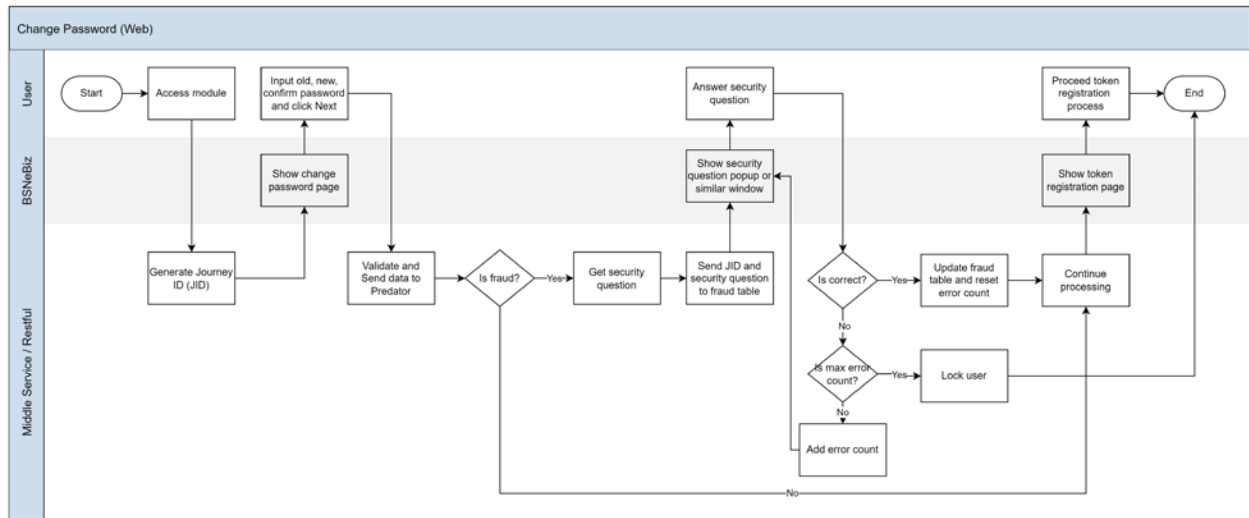 Change Password (Web)
User
Start
Access module
Input old, new,
confirm password
and click Next
Answer security
question
Proceed token
registration
process
End
BSNeBiz
Show change
password page
Show security
question popup or
similar window
Show token
registration page
Middle Service / Restful
Generate Journey
ID (JID)
Validate and
Send data to
Predator
Is fraud?
Yes
Get security
question
Send JID and
security question
to fraud table
Is correct?
Yes
Update fraud
table and reset
error count
Continue
processing
No
Is max error
count?
Yes
Lock user
No
Add error count
No